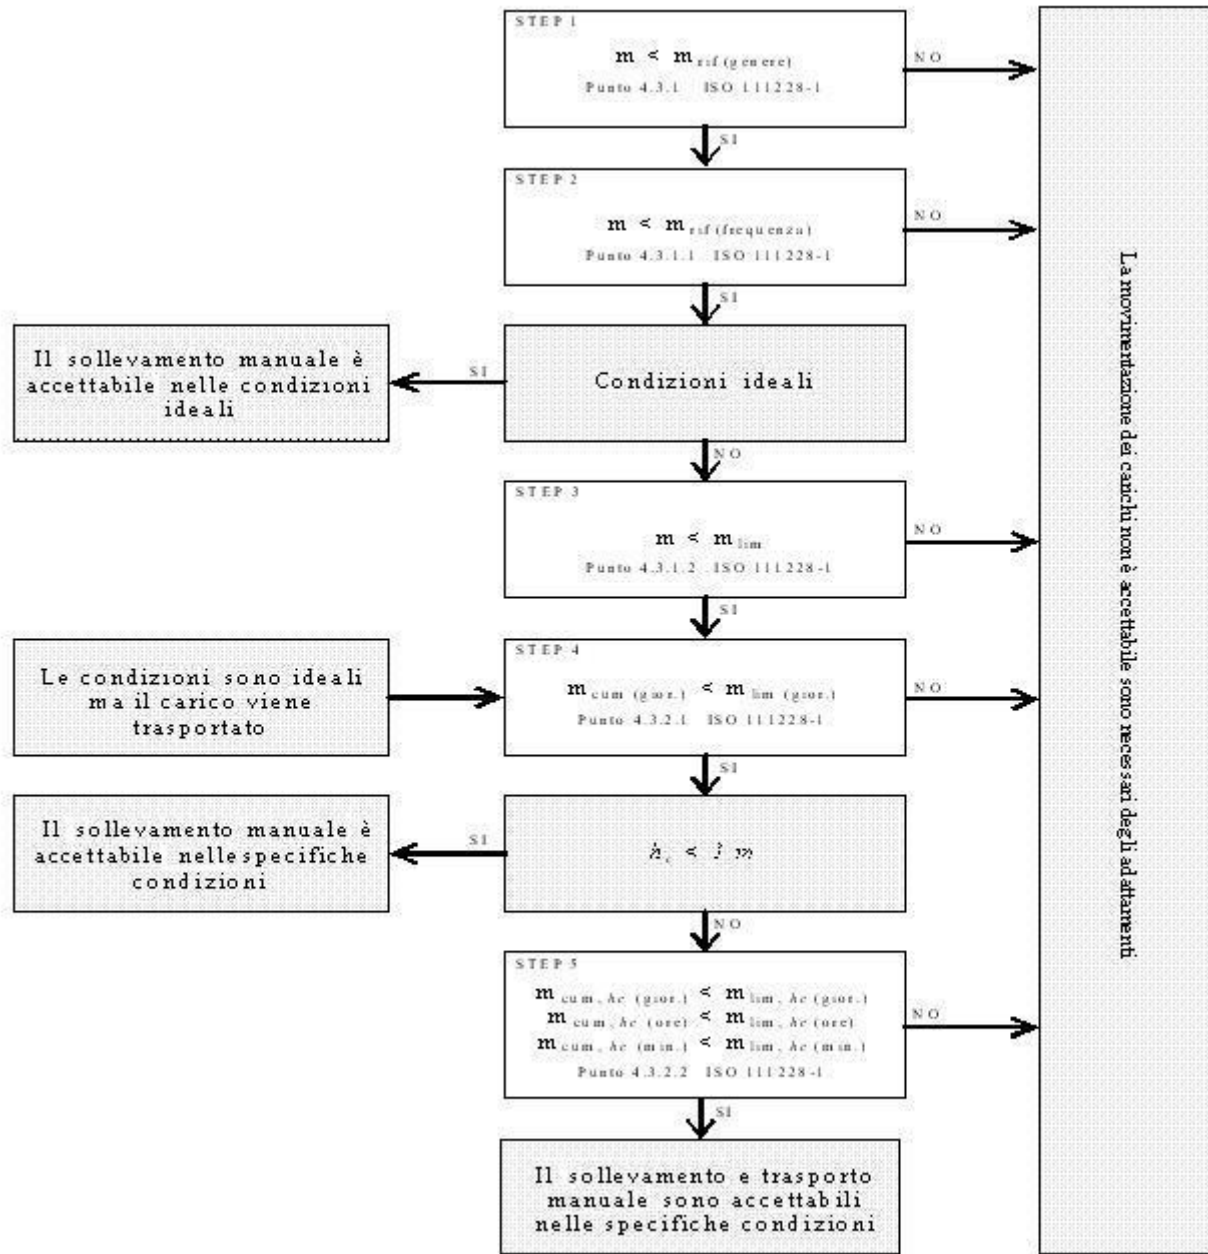 STEP 1
m < m rif (genere)
Punto 4.3.1 ISO 111228-1
NO
SI
STEP 2
m < m rif (frequenza)
Punto 4.3.1.1 ISO 111228-1
NO
SI
Condizioni ideali
SI
Il sollevamento manuale è
accettabile nelle condizioni
ideali
NO
STEP 3
m < m lim
Punto 4.3.1.2 ISO 111228-1
NO
SI
Le condizioni sono ideali
ma il carico viene
trasportato
STEP 4
m cum (gior.) < m lim (gior.)
Punto 4.3.2.1 ISO 111228-1
NO
SI
h c < 3 m
SI
Il sollevamento manuale è
accettabile nelle specifiche
condizioni
NO
STEP 5
m cum, hc (gior.) < m lim, hc (gior.)
m cum, hc (ore) < m lim, hc (ore)
m cum, hc (min.) < m lim, hc (min.)
Punto 4.3.2.2 ISO 111228-1
NO
SI
Il sollevamento e trasporto
manuale sono accettabili
nelle specifiche condizioni
La movimentazione dei carichi non è accettabile sono necessari degli adattamenti